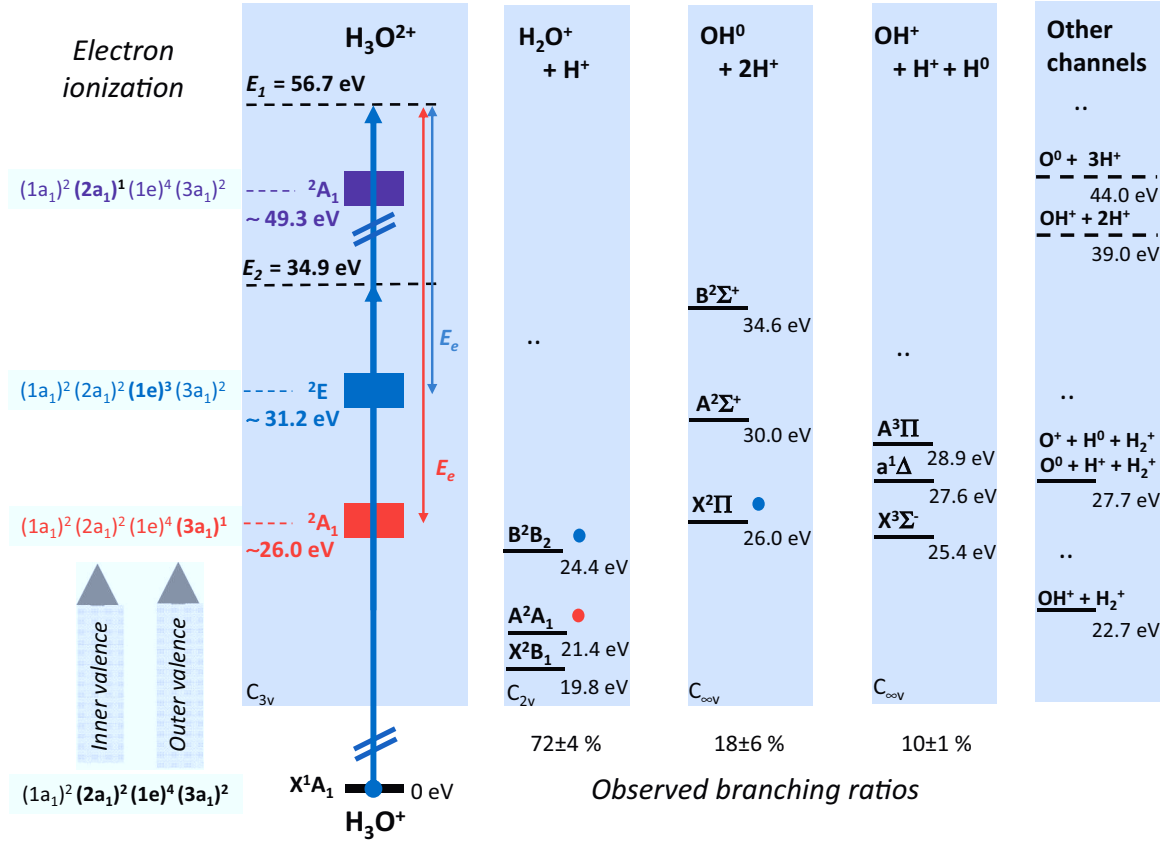 Electron
ionization
H₃O²⁺
E₁ = 56.7 eV
(1a₁)² (2a₁)¹ (1e)⁴ (3a₁)²
²A₁
~ 49.3 eV
E₂ = 34.9 eV
Eₑ
(1a₁)² (2a₁)² (1e)³ (3a₁)²
²E
~ 31.2 eV
Eₑ
(1a₁)² (2a₁)² (1e)⁴ (3a₁)¹
²A₁
~26.0 eV
Inner valence
Outer valence
C₃ᵥ
(1a₁)² (2a₁)² (1e)⁴ (3a₁)²
X¹A₁
0 eV
H₃O⁺
H₂O⁺
+ H⁺
..
B²B₂
24.4 eV
A²A₁
21.4 eV
X²B₁
19.8 eV
C₂ᵥ
72±4 %
OH⁰
+ 2H⁺
B²Σ⁺
34.6 eV
A²Σ⁺
30.0 eV
X²Π
26.0 eV
C∞ᵥ
18±6 %
OH⁺
+ H⁺ + H⁰
..
A³Π
28.9 eV
a¹Δ
27.6 eV
X³Σ⁻
25.4 eV
C∞ᵥ
10±1 %
Observed branching ratios
Other
channels
..
O⁰ + 3H⁺
44.0 eV
OH⁺ + 2H⁺
39.0 eV
..
O⁺ + H⁰ + H₂⁺
O⁰ + H⁺ + H₂⁺
27.7 eV
..
OH⁺ + H₂⁺
22.7 eV